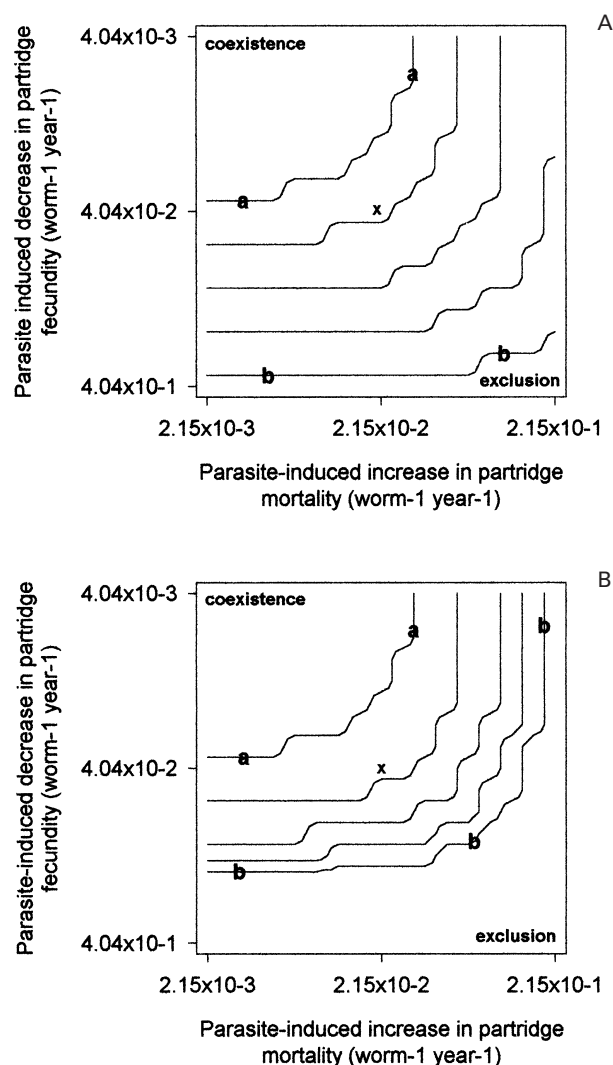 A
Parasite induced decrease in partridge
fecundity (worm-1 year-1)
4.04x10-3
4.04x10-2
4.04x10-1
coexistence
a
a
x
b
b
exclusion
2.15x10-3
2.15x10-2
2.15x10-1
Parasite-induced increase in partridge
mortality (worm-1 year-1)
B
Parasite-induced decrease in partridge
fecundity (worm-1 year-1)
4.04x10-3
4.04x10-2
4.04x10-1
coexistence
a
b
a
x
b
b
exclusion
2.15x10-3
2.15x10-2
2.15x10-1
Parasite-induced increase in partridge
mortality (worm-1 year-1)